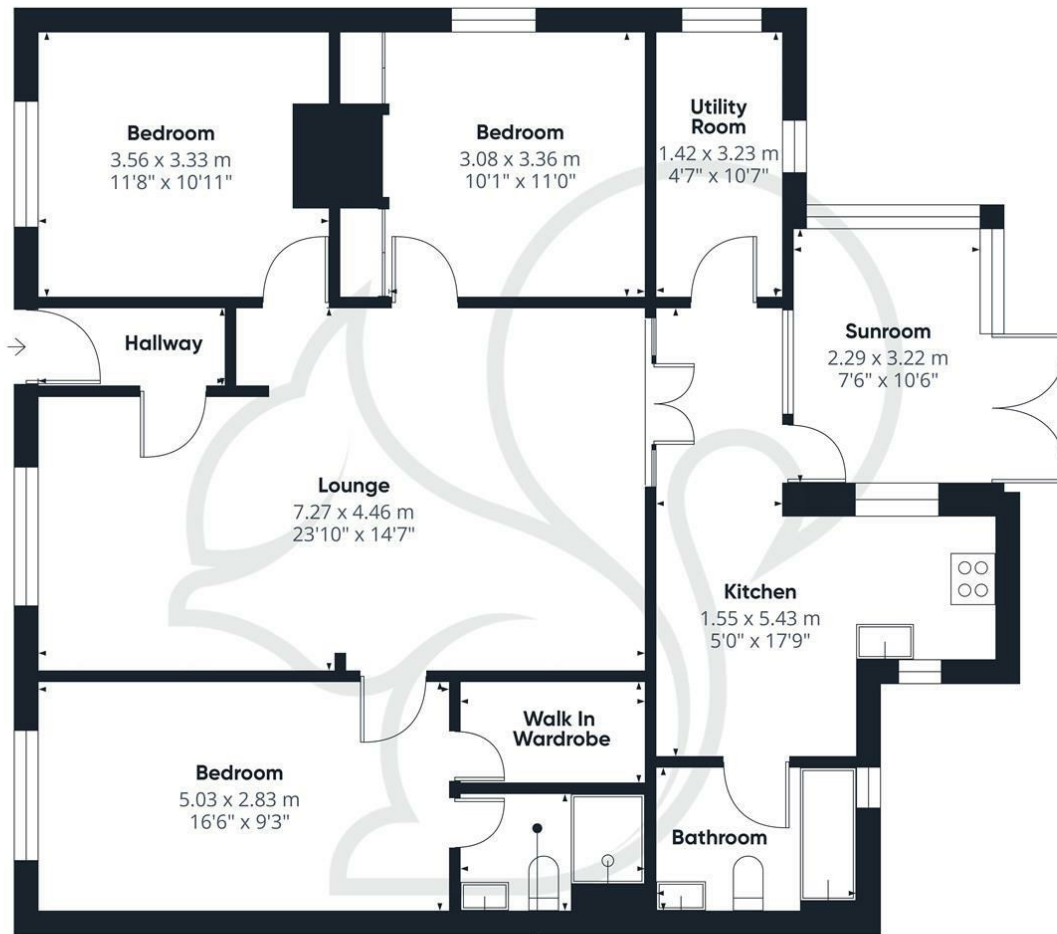 Bedroom
3.56 x 3.33 m
11'8" x 10'11"
Bedroom
3.08 x 3.36 m
10'1" x 11'0"
Utility
Room
1.42 x 3.23 m
4'7" x 10'7"
Hallway
Sunroom
2.29 x 3.22 m
7'6" x 10'6"
Lounge
7.27 x 4.46 m
23'10" x 14'7"
Kitchen
1.55 x 5.43 m
5'0" x 17'9"
Walk In
Wardrobe
Bedroom
5.03 x 2.83 m
16'6" x 9'3"
Bathroom